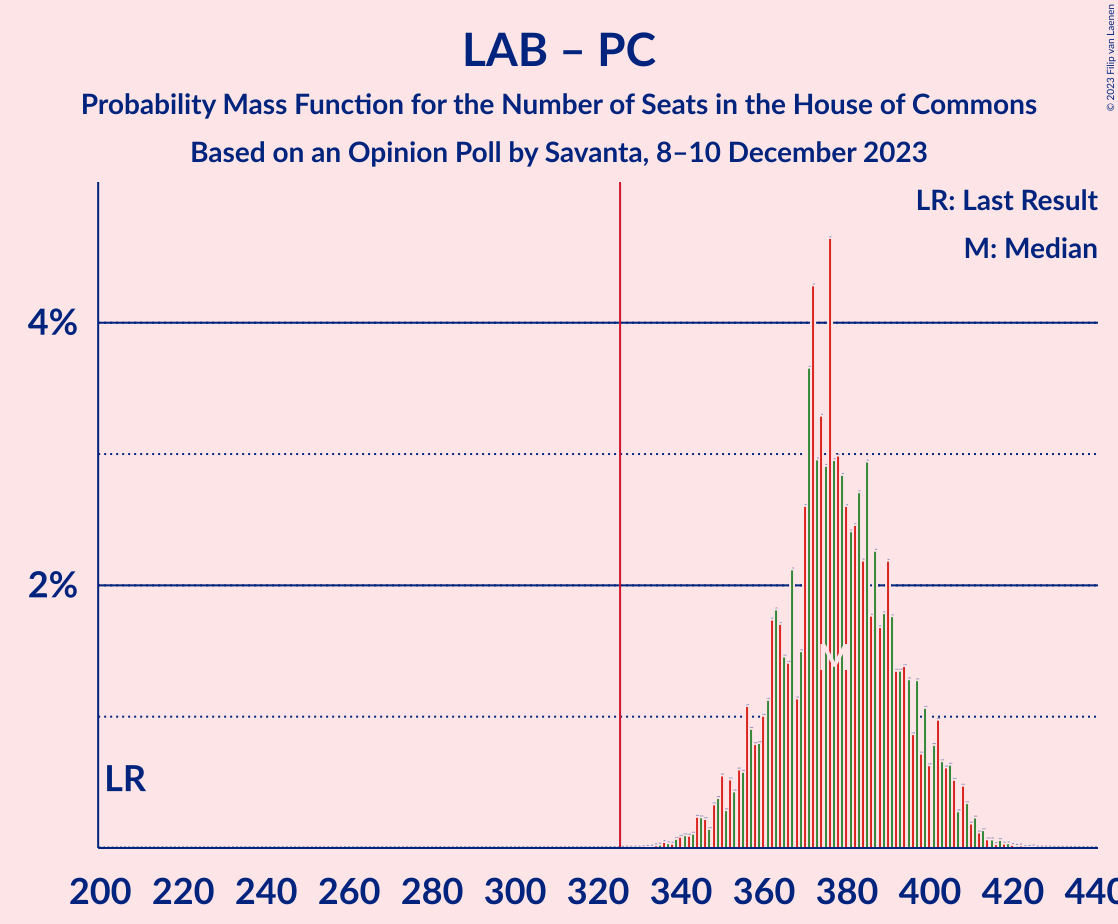 LAB – PC
Probability Mass Function for the Number of Seats in the House of Commons
Based on an Opinion Poll by Savanta, 8–10 December 2023
© 2023 Filip van Laenen
LR: Last Result
M: Median
4%
2%
M
LR
200 220 240 260 280 300 320 340 360 380 400 420 440